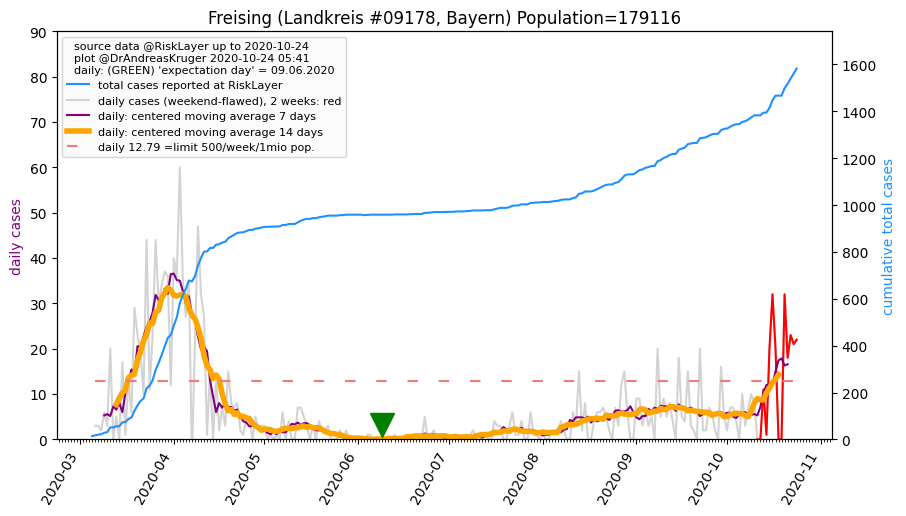 Freising (Landkreis #09178, Bayern) Population=179116
source data @RiskLayer up to 2020-10-24
plot @DrAndreasKruger 2020-10-24 05:41
daily: (GREEN) 'expectation day' = 09.06.2020
total cases reported at RiskLayer
daily cases (weekend-flawed), 2 weeks: red
daily: centered moving average 7 days
daily: centered moving average 14 days
daily 12.79 =limit 500/week/1mio pop.
daily cases
90
80
70
60
50
40
30
20
10
0
1600
1400
1200
1000
800
600
400
200
0
cumulative total cases
2020-03
2020-04
2020-05
2020-06
2020-07
2020-08
2020-09
2020-10
2020-11